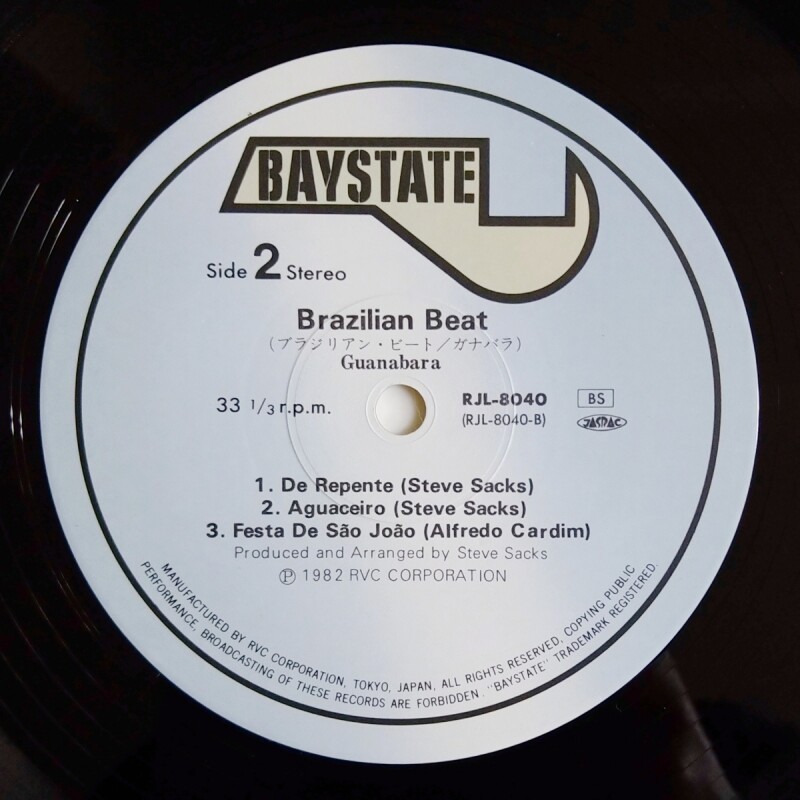 BAYSTATE
Side 2 Stereo
Brazilian Beat
(ブラジリアン・ビート／ガナバラ)
Guanabara
33 1/3 r.p.m.
RJL-8040
(RJL-8040-B)
BS
JASRAC
1. De Repente (Steve Sacks)
2. Aguaceiro (Steve Sacks)
3. Festa De São João (Alfredo Cardim)
Produced and Arranged by Steve Sacks
Ⓟ 1982 RVC CORPORATION
MANUFACTURED BY RVC CORPORATION, TOKYO, JAPAN, ALL RIGHTS RESERVED, COPYING PUBLIC
PERFORMANCE, BROADCASTING OF THESE RECORDS ARE FORBIDDEN. "BAYSTATE" TRADEMARK REGISTERED.